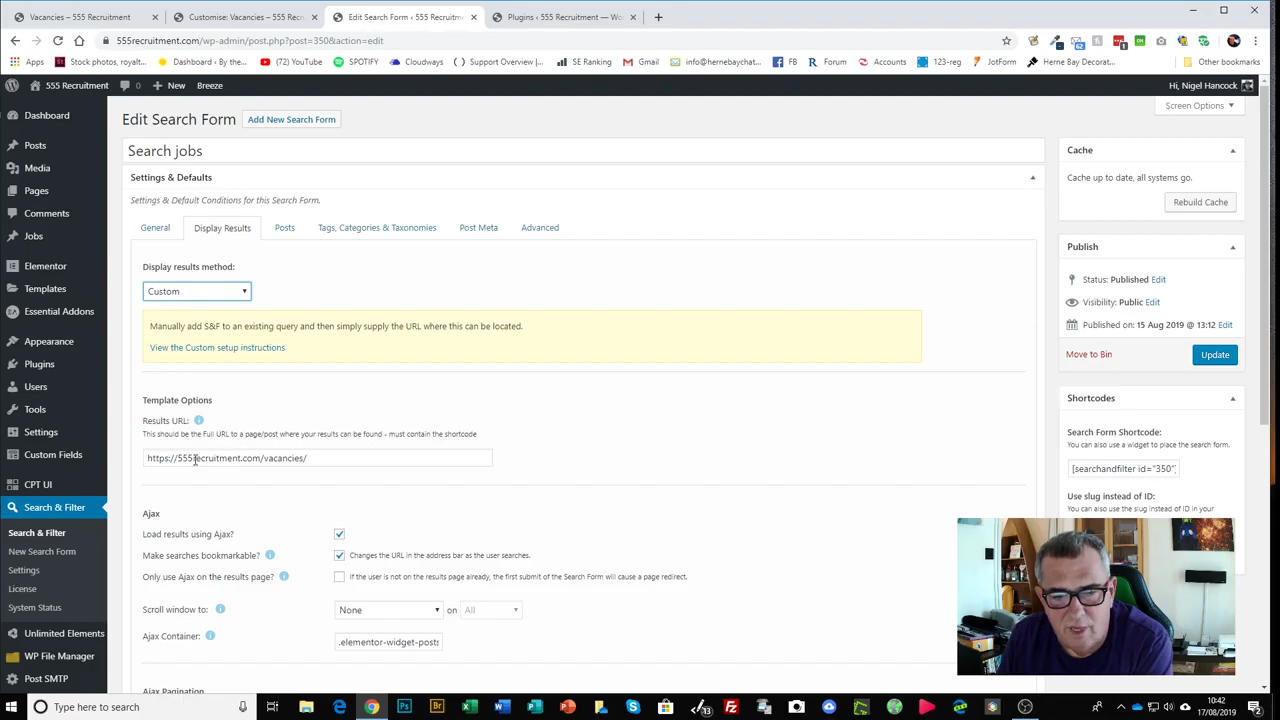 Vacancies – 555 Recruitment
Customise: Vacancies – 555 Recr
Edit Search Form ‹ 555 Recruitm
Plugins ‹ 555 Recruitment — Wo
555recruitment.com/wp-admin/post.php?post=350&action=edit
Apps
Stock photos, royalt...
Dashboard ‹ By the...
(72) YouTube
SPOTIFY
Cloudways
Support Overview |...
SE Ranking
Gmail
info@hernebaychat...
FB
Forum
Accounts
123-reg
JotForm
Herne Bay Decorat...
Other bookmarks
555 Recruitment
0
New
Breeze
Hi, Nigel Hancock
Screen Options
Dashboard
Posts
Media
Pages
Comments
Jobs
Elementor
Templates
Essential Addons
Appearance
Plugins
Users
Tools
Settings
Custom Fields
CPT UI
Search & Filter
Search & Filter
New Search Form
Settings
License
System Status
Unlimited Elements
WP File Manager
Post SMTP
Edit Search Form
Add New Search Form
Search jobs
Settings & Defaults
Settings & Default Conditions for this Search Form.
General
Display Results
Posts
Tags, Categories & Taxonomies
Post Meta
Advanced
Display results method:
Custom
Manually add S&F to an existing query and then simply supply the URL where this can be located.
View the Custom setup instructions
Template Options
Results URL:
This should be the Full URL to a page/post where your results can be found - must contain the shortcode
https://555recruitment.com/vacancies/
Ajax
Load results using Ajax?
Make searches bookmarkable?
Changes the URL in the address bar as the user searches.
Only use Ajax on the results page?
If the user is not on the results page already, the first submit of the Search Form will cause a page redirect.
Scroll window to:
None
on
All
Ajax Container:
.elementor-widget-posts
Ajax Pagination
Cache
Cache up to date, all systems go.
Rebuild Cache
Publish
Status: Published Edit
Visibility: Public Edit
Published on: 15 Aug 2019 @ 13:12 Edit
Move to Bin
Update
Shortcodes
Search Form Shortcode:
You can also use a widget to place the search form.
[searchandfilter id="350"]
Use slug instead of ID:
You can also use the slug instead of ID in your
Type here to search
10:42
17/08/2019